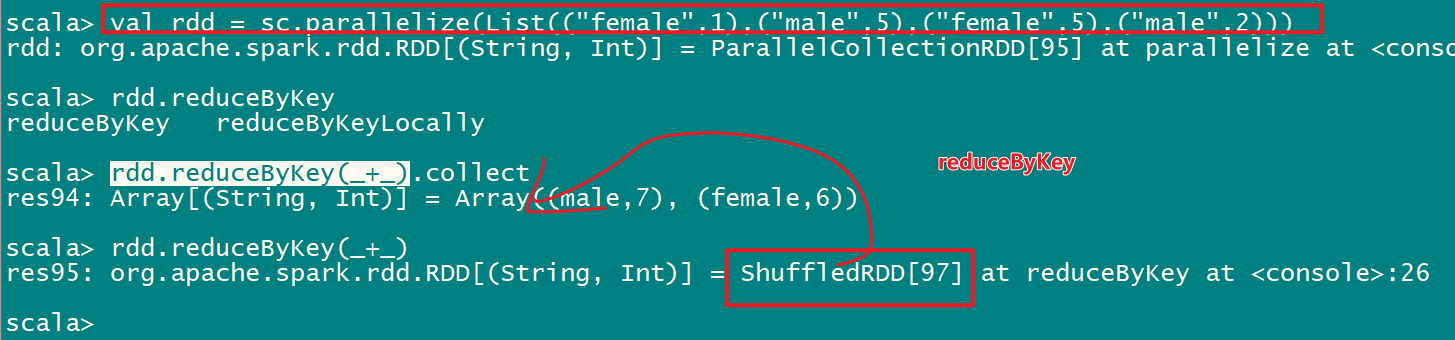 scala> val rdd = sc.parallelize(List(("female",1),("male",5),("female",5),("male",2)))
rdd: org.apache.spark.rdd.RDD[(String, Int)] = ParallelCollectionRDD[95] at parallelize at <conso
scala> rdd.reduceByKey
reduceByKey   reduceByKeyLocally
scala> rdd.reduceByKey(_+_).collect
reduceByKey
res94: Array[(String, Int)] = Array((male,7), (female,6))
scala> rdd.reduceByKey(_+_)
res95: org.apache.spark.rdd.RDD[(String, Int)] = ShuffledRDD[97] at reduceByKey at <console>:26
scala>